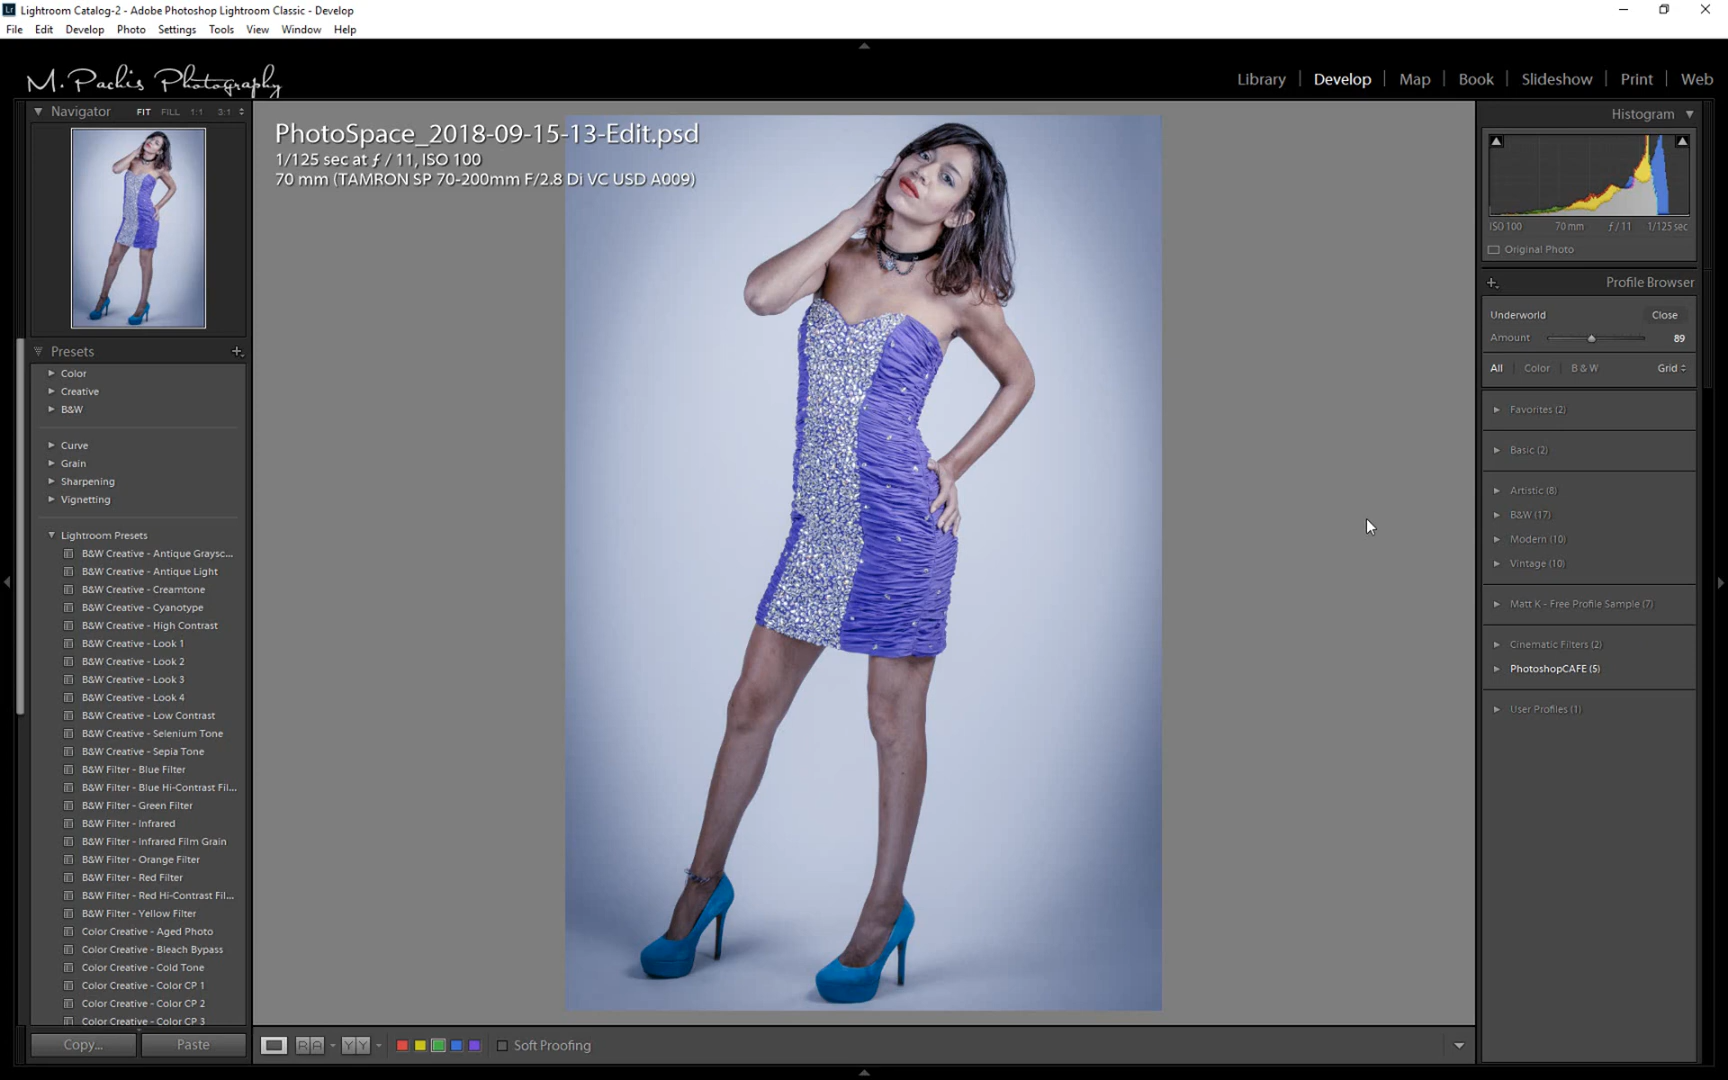 Lightroom Catalog-2 - Adobe Photoshop Lightroom Classic - Develop
File Edit Develop Photo Settings Tools View Window Help
M. Pachis Photography
Library | Develop | Map | Book | Slideshow | Print | Web
Navigator FIT FILL 1:1 3:1
Presets
Color
Creative
B&W
Curve
Grain
Sharpening
Vignetting
Lightroom Presets
B&W Creative - Antique Graysc...
B&W Creative - Antique Light
B&W Creative - Creamtone
B&W Creative - Cyanotype
B&W Creative - High Contrast
B&W Creative - Look 1
B&W Creative - Look 2
B&W Creative - Look 3
B&W Creative - Look 4
B&W Creative - Low Contrast
B&W Creative - Selenium Tone
B&W Creative - Sepia Tone
B&W Filter - Blue Filter
B&W Filter - Blue Hi-Contrast Fil...
B&W Filter - Green Filter
B&W Filter - Infrared
B&W Filter - Infrared Film Grain
B&W Filter - Orange Filter
B&W Filter - Red Filter
B&W Filter - Red Hi-Contrast Fil...
B&W Filter - Yellow Filter
Color Creative - Aged Photo
Color Creative - Bleach Bypass
Color Creative - Cold Tone
Color Creative - Color CP 1
Color Creative - Color CP 2
Color Creative - Color CP 3
Copy... Paste
PhotoSpace_2018-09-15-13-Edit.psd
1/125 sec at ƒ / 11, ISO 100
70 mm (TAMRON SP 70-200mm F/2.8 Di VC USD A009)
R A Y Y Soft Proofing
Histogram
ISO 100 70 mm ƒ / 11 1/125 sec
Original Photo
Profile Browser
Underworld Close
Amount 89
All | Color | B & W Grid
Favorites (2)
Basic (2)
Artistic (8)
B&W (17)
Modern (10)
Vintage (10)
Matt K - Free Profile Sample (7)
Cinematic Filters (2)
PhotoshopCAFE (5)
User Profiles (1)